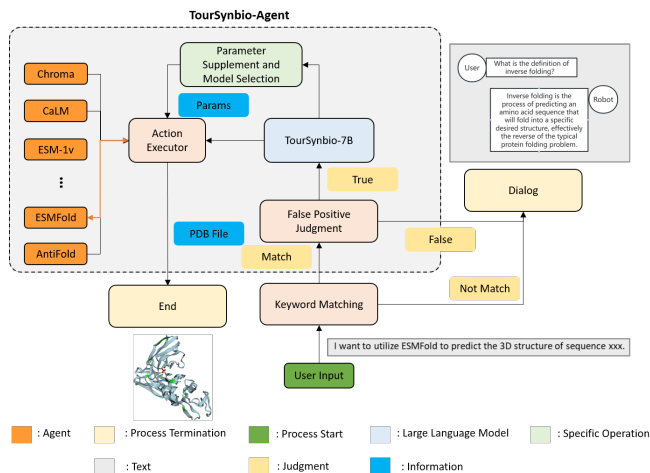 TourSynbio-Agent
Chroma
CaLM
ESM-1v
...
ESMFold
AntiFold
Parameter
Supplement and
Model Selection
Params
Action
Executor
TourSynbio-7B
True
False Positive
Judgment
PDB File
Match
False
Not Match
Keyword Matching
End
User Input
Dialog
User
What is the definition of
inverse folding?
Robot
Inverse folding is the
process of predicting an
amino acid sequence that
will fold into a specific
desired structure, effectively
the reverse of the typical
protein folding problem.
I want to utilize ESMFold to predict the 3D structure of sequence xxx.
: Agent
: Process Termination
: Process Start
: Large Language Model
: Specific Operation
: Text
: Judgment
: Information